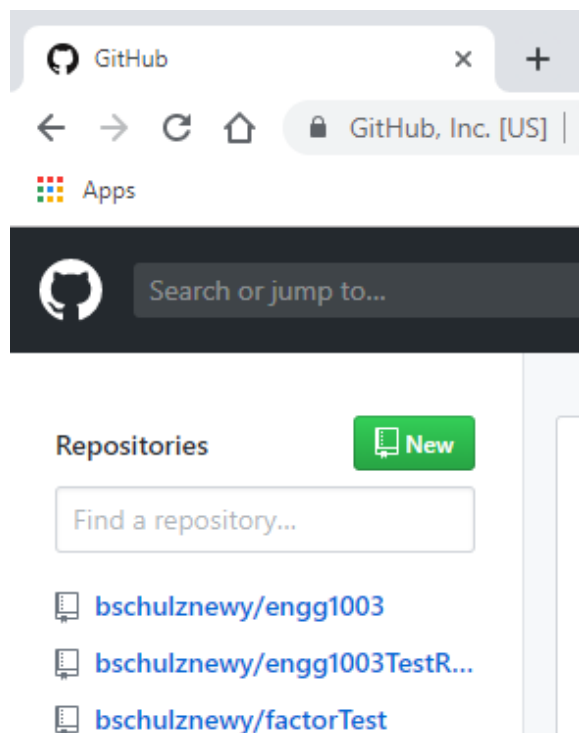 GitHub
GitHub, Inc. [US]
Apps
Search or jump to...
Repositories
New
Find a repository...
bschulznewy/engg1003
bschulznewy/engg1003TestR...
bschulznewy/factorTest